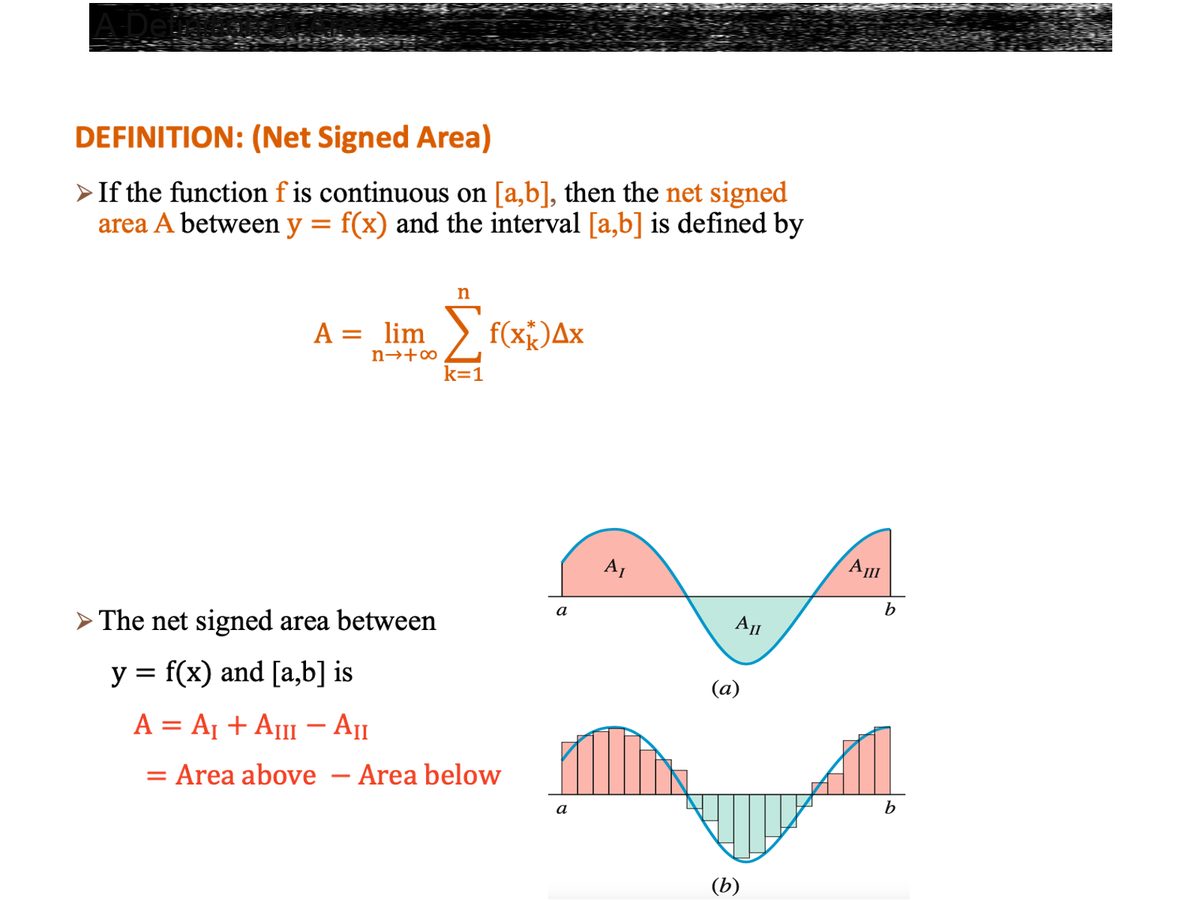 DEFINITION: (Net Signed Area)
➢ If the function f is continuous on [a,b], then the net signed
area A between y = f(x) and the interval [a,b] is defined by
n
A = lim ∑ f(x*ₖ)Δx
n→+∞
k=1
A_I
A_III
a
b
A_II
➢ The net signed area between
y = f(x) and [a,b] is
(a)
A = A_I + A_III − A_II
= Area above − Area below
a
b
(b)